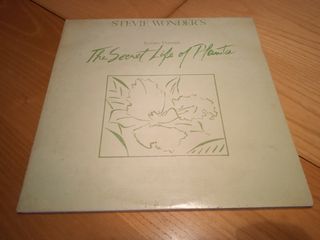 STEVIE WONDER'S
The Secret Life of Plants